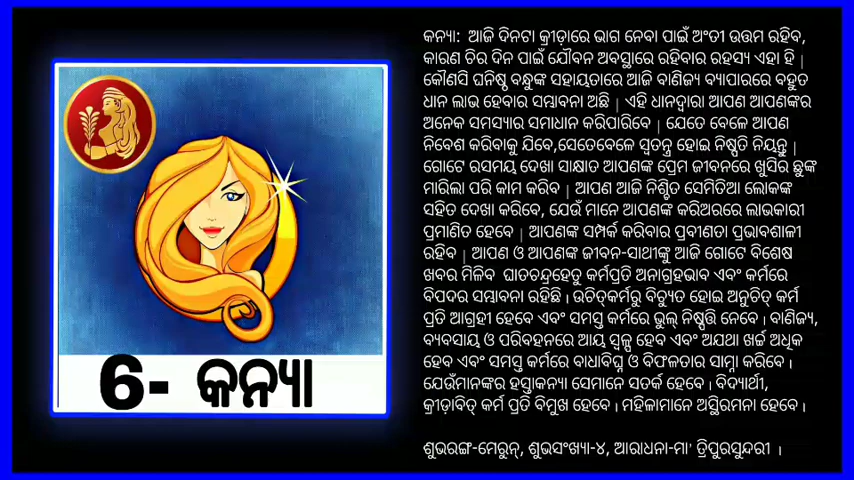 କନ୍ୟା: ଆଜି ଦିନଟା କ୍ରୀଡ଼ାରେ ଭାଗ ନେବା ପାଇଁ ଅଂତୀ ଉତ୍ତମ ରହିବ,
କାରଣ ଚିର ଦିନ ପାଇଁ ଯୌବନ ଅବସ୍ଥାରେ ରହିବାର ରହସ୍ୟ ଏହା ହି |
କୌଣସି ଘନିଷ୍ଠ ବନ୍ଧୁଙ୍କ ସହାୟତାରେ ଆଜି ବାଣିଜ୍ୟ ବ୍ୟାପାରରେ ବହୁତ
ଧାନ ଲାଭ ହେବାର ସମ୍ଭାବନା ଅଛି | ଏହି ଧାନଦ୍ୱାରା ଆପଣ ଆପଣଙ୍କର
ଅନେକ ସମସ୍ୟାର ସମାଧାନ କରିପାରିବେ | ଯେତେ ବେଳେ ଆପଣ
ନିବେଶ କରିବାକୁ ଯିବେ,ସେତେବେଳେ ସ୍ୱତନ୍ତ୍ର ହୋଇ ନିଷ୍ପତି ନିୟନ୍ତୁ |
ଗୋଟେ ରସମୟ ଦେଖା ସାକ୍ଷାତ ଆପଣଙ୍କ ପ୍ରେମ ଜୀବନରେ ଖୁସିର ଛୁଙ୍କ
ମାରିଲା ପରି କାମ କରିବ | ଆପଣ ଆଜି ନିଶ୍ଚିତ ସେମିତିଆ ଲୋକଙ୍କ
ସହିତ ଦେଖା କରିବେ, ଯେଉଁ ମାନେ ଆପଣଙ୍କ କରିଅରରେ ଲାଭକାରୀ
ପ୍ରମାଣିତ ହେବେ | ଆପଣଙ୍କ ସମ୍ପର୍କ କରିବାର ପ୍ରବୀଣତା ପ୍ରଭାବଶାଳୀ
ରହିବ | ଆପଣ ଓ ଆପଣଙ୍କ ଜୀବନ-ସାଥୀଙ୍କୁ ଆଜି ଗୋଟେ ବିଶେଷ
ଖବର ମିଳିବ ଘାତଚନ୍ଦ୍ରହେତୁ କର୍ମପ୍ରତି ଅନାଗ୍ରହଭାବ ଏବଂ କର୍ମରେ
ବିପଦର ସମ୍ଭାବନା ରହିଛି । ଉଚିତ୍‌କର୍ମରୁ ବିଚ୍ୟୁତ ହୋଇ ଅନୁଚିତ୍ କର୍ମ
ପ୍ରତି ଆଗ୍ରହୀ ହେବେ ଏବଂ ସମସ୍ତ କର୍ମରେ ଭୁଲ୍ ନିଷ୍ପତ୍ତି ନେବେ । ବାଣିଜ୍ୟ,
ବ୍ୟବସାୟ ଓ ପରିବହନରେ ଆୟ ସ୍ୱଳ୍ପ ହେବ ଏବଂ ଅଯଥା ଖର୍ଚ୍ଚ ଅଧିକ
ହେବ ଏବଂ ସମସ୍ତ କର୍ମରେ ବାଧାବିଘ୍ନ ଓ ବିଫଳତାର ସାମ୍ନା କରିବେ ।
ଯେଉଁମାନଙ୍କର ହସ୍ତାକନ୍ୟା ସେମାନେ ସତର୍କ ହେବେ । ବିଦ୍ୟାର୍ଥୀ,
କ୍ରୀଡ଼ାବିତ୍ କର୍ମ ପ୍ରତି ବିମୁଖ ହେବେ । ମହିଳାମାନେ ଅସ୍ଥିରମନା ହେବେ ।
ଶୁଭରଙ୍ଗ-ମେରୁନ୍, ଶୁଭସଂଖ୍ୟା-୪, ଆରାଧନା-ମା' ତ୍ରିପୁରସୁନ୍ଦରୀ ।
6- କନ୍ୟା